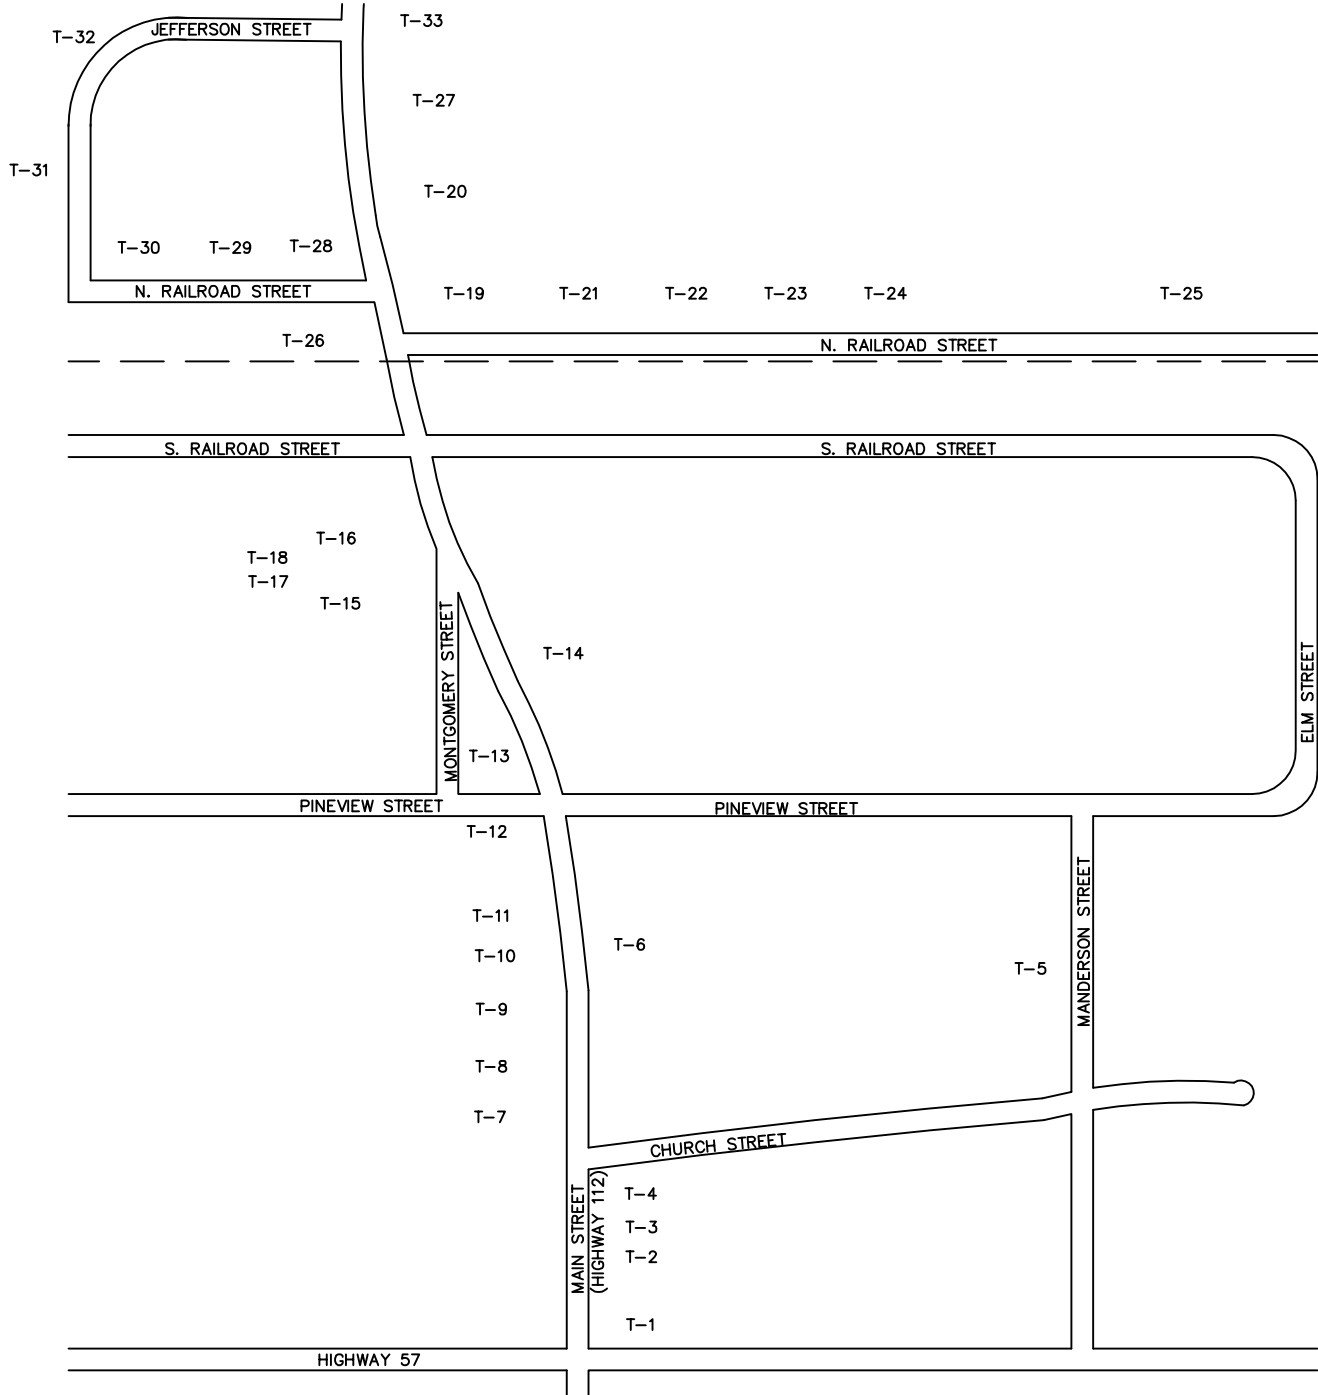 T-33
JEFFERSON STREET
T-32
T-27
T-31
T-20
T-30
T-29
T-28
N. RAILROAD STREET
T-19
T-21
T-22
T-23
T-24
T-25
T-26
N. RAILROAD STREET
S. RAILROAD STREET
S. RAILROAD STREET
T-16
T-18
T-17
T-15
T-14
MONTGOMERY STREET
ELM STREET
T-13
PINEVIEW STREET
PINEVIEW STREET
T-12
T-11
T-6
T-10
T-5
MANDERSON STREET
T-9
T-8
T-7
CHURCH STREET
T-4
T-3
T-2
MAIN STREET
(HIGHWAY 112)
T-1
HIGHWAY 57